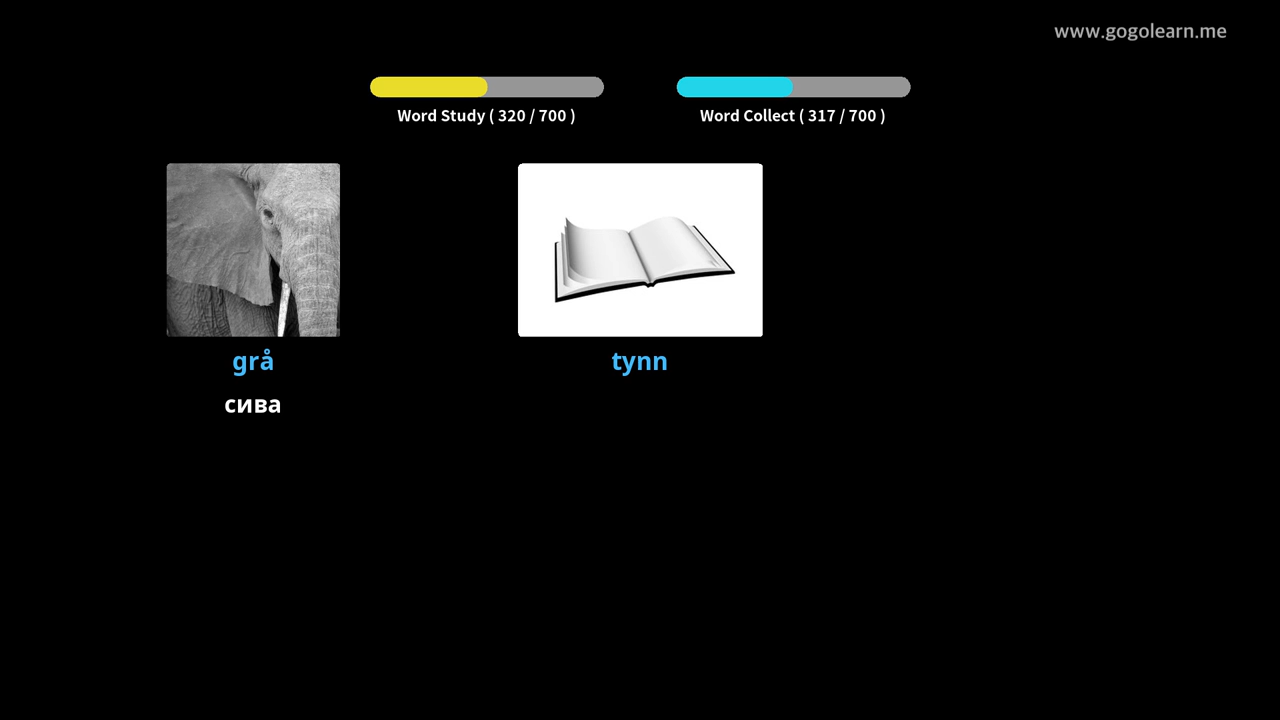 www.gogolearn.me
Word Study ( 320 / 700 )
Word Collect ( 317 / 700 )
grå
tynn
сива